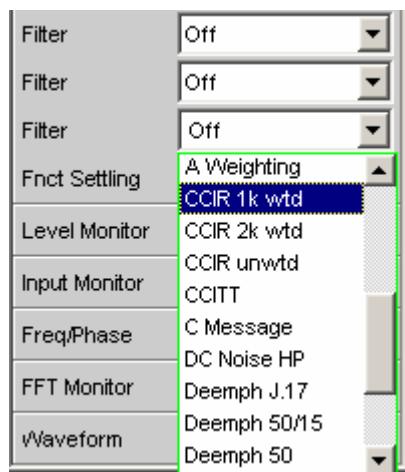 Filter Off
Filter Off
Filter Off
Fnct Settling
Level Monitor
Input Monitor
Freq/Phase
FFT Monitor
Waveform
A Weighting
CCIR 1k wtd
CCIR 2k wtd
CCIR unwtd
CCITT
C Message
DC Noise HP
Deemph J.17
Deemph 50/15
Deemph 50